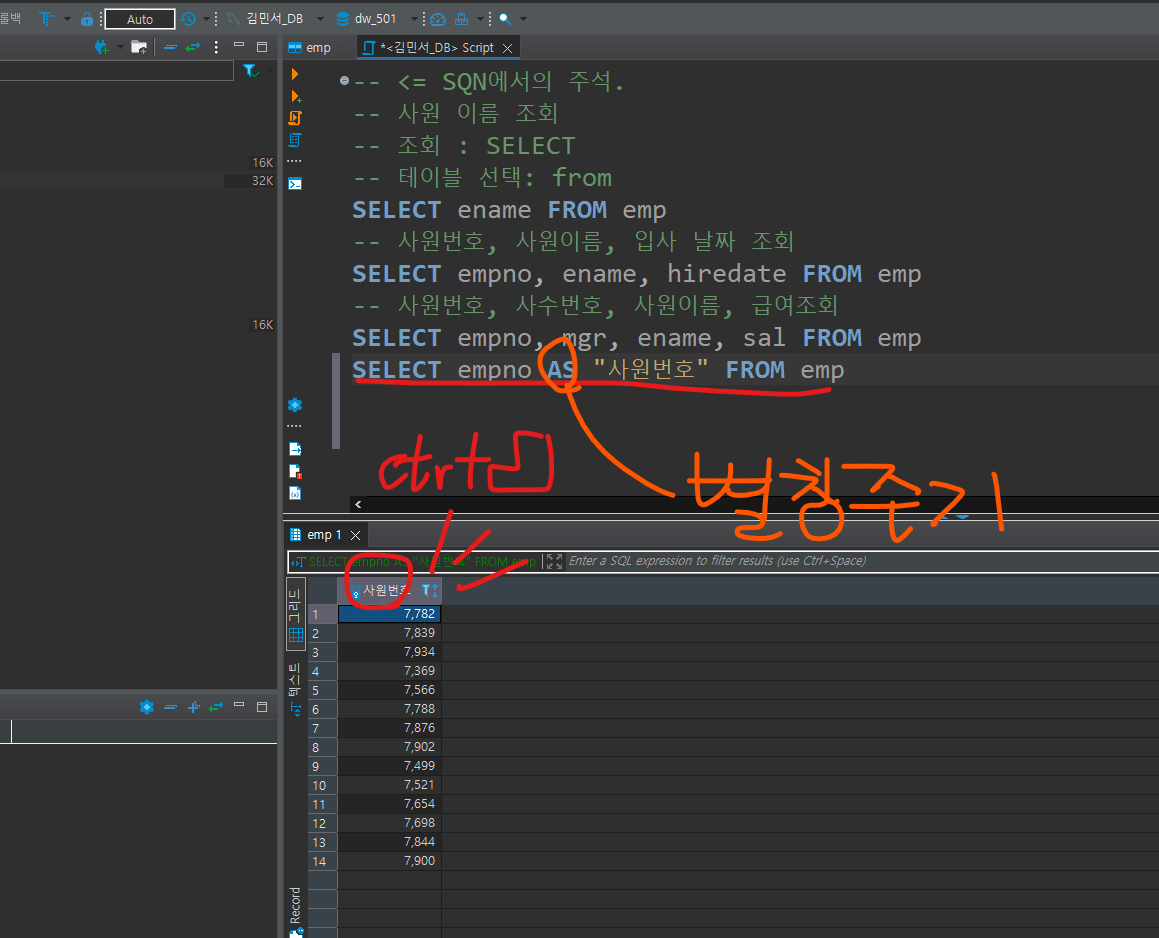 롤백 Auto 김민서_DB dw_501
emp *<김민서_DB> Script
-- <= SQN에서의 주석.
-- 사원 이름 조회
-- 조회 : SELECT
16K
-- 테이블 선택: from
32K
SELECT ename FROM emp
-- 사원번호, 사원이름, 입사 날짜 조회
SELECT empno, ename, hiredate FROM emp
-- 사원번호, 사수번호, 사원이름, 급여조회
16K
SELECT empno, mgr, ename, sal FROM emp
SELECT empno AS "사원번호" FROM emp
별칭주기
emp 1
SELECT empno AS "사원번호" FROM emp Enter a SQL expression to filter results (use Ctrl+Space)
그리드
텍스트
Record
사원번호
1 7,782
2 7,839
3 7,934
4 7,369
5 7,566
6 7,788
7 7,876
8 7,902
9 7,499
10 7,521
11 7,654
12 7,698
13 7,844
14 7,900